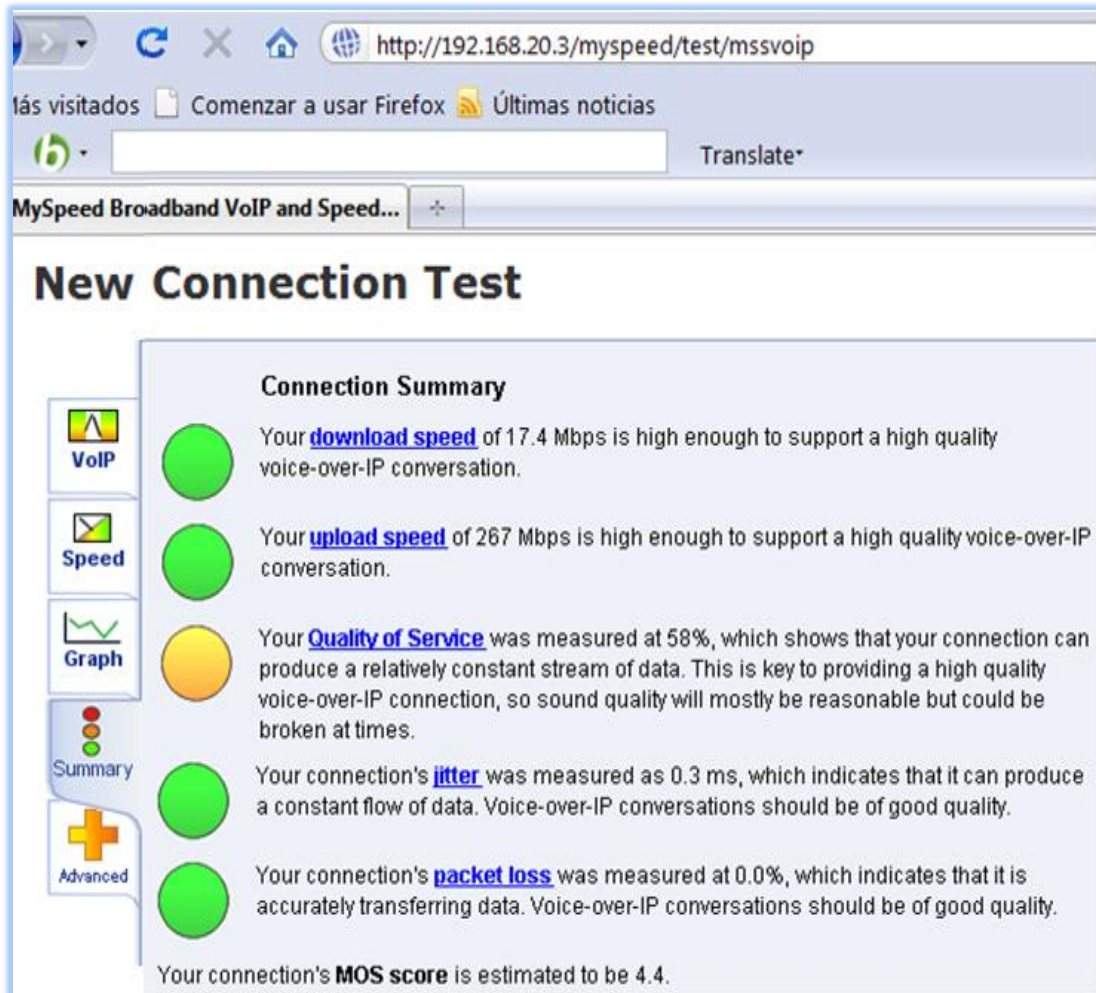 http://192.168.20.3/myspeed/test/mssvoip
ás visitados Comenzar a usar Firefox Últimas noticias
b Translate
MySpeed Broadband VoIP and Speed...
New Connection Test
Connection Summary
VoIP
Your download speed of 17.4 Mbps is high enough to support a high quality
voice-over-IP conversation.
Speed
Your upload speed of 267 Mbps is high enough to support a high quality voice-over-IP
conversation.
Graph
Your Quality of Service was measured at 58%, which shows that your connection can
produce a relatively constant stream of data. This is key to providing a high quality
voice-over-IP connection, so sound quality will mostly be reasonable but could be
broken at times.
Summary
Your connection's jitter was measured as 0.3 ms, which indicates that it can produce
a constant flow of data. Voice-over-IP conversations should be of good quality.
Advanced
Your connection's packet loss was measured at 0.0%, which indicates that it is
accurately transferring data. Voice-over-IP conversations should be of good quality.
Your connection's MOS score is estimated to be 4.4.